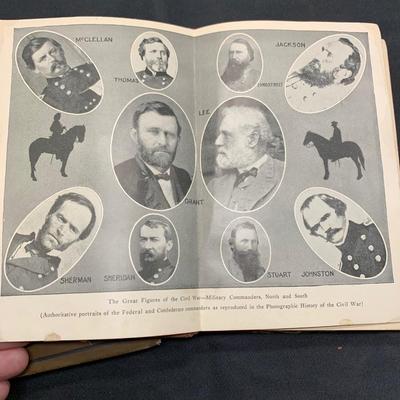 McCLELLAN
JACKSON
THOMAS
LEE
GRANT
SHERMAN
SHERIDAN
STUART
JOHNSTON
The Great Figures of the Civil War—Military Commanders, North and South
(Authoritative portraits of the Federal and Confederate commanders as reproduced in the Photographic History of the Civil War)